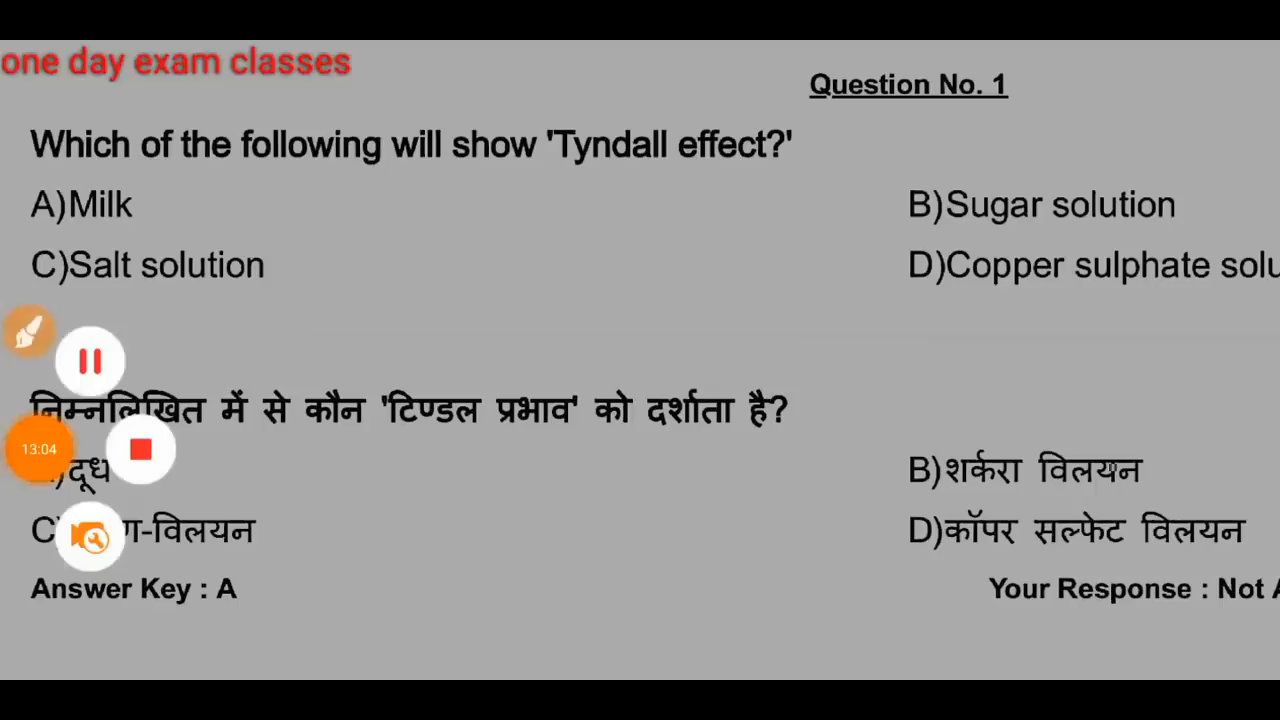 one day exam classes
Question No. 1
Which of the following will show 'Tyndall effect?'
A)Milk
B)Sugar solution
C)Salt solution
D)Copper sulphate
निम्नलिखित में से कौन 'टिण्डल प्रभाव' को दर्शाता है?
13:04
दूध
B)शर्करा विलयन
विलयन
D)कॉपर सल्फेट विलयन
Answer Key : A
Your Response : Not